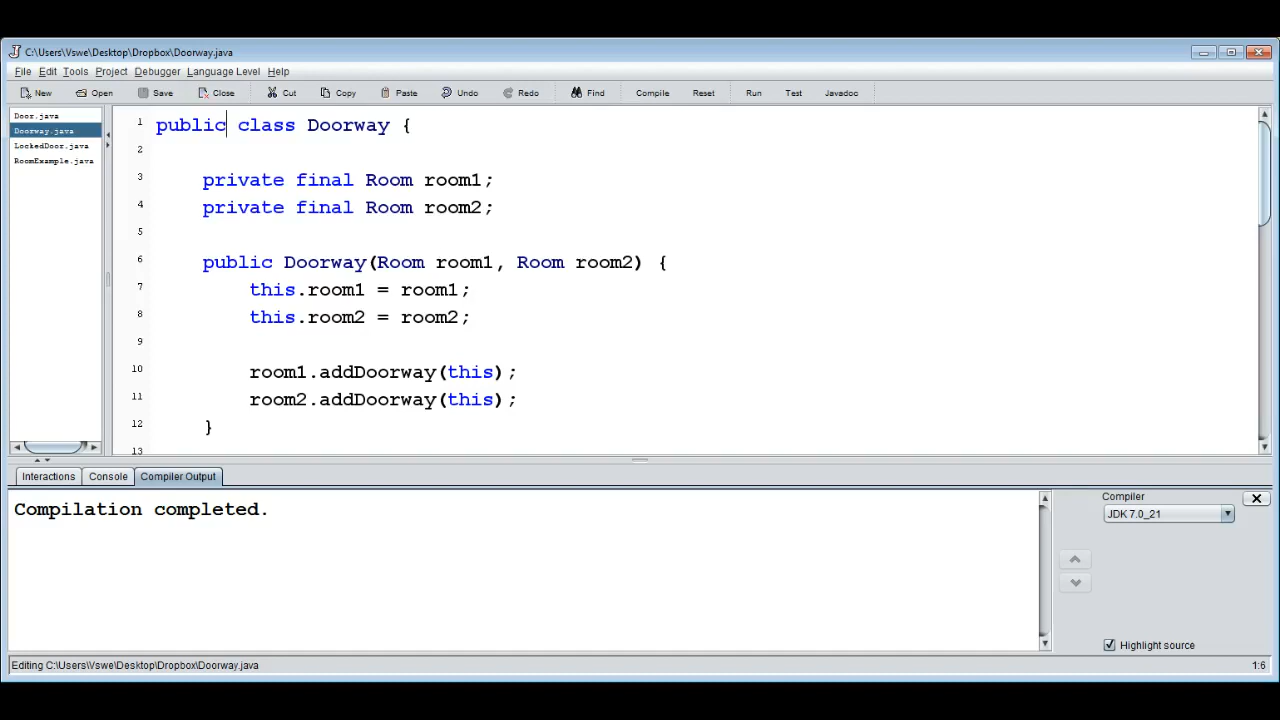 C:\Users\Vswe\Desktop\Dropbox\Doorway.java
File Edit Tools Project Debugger Language Level Help
New Open Save Close Cut Copy Paste Undo Redo Find Compile Reset Run Test Javadoc
Door.java
Doorway.java
LockedDoor.java
RoomExample.java
1 public class Doorway {
2
3 private final Room room1;
4 private final Room room2;
5
6 public Doorway(Room room1, Room room2) {
7 this.room1 = room1;
8 this.room2 = room2;
9
10 room1.addDoorway(this);
11 room2.addDoorway(this);
12 }
13
Interactions Console Compiler Output
Compilation completed.
Compiler
JDK 7.0_21
Highlight source
Editing C:\Users\Vswe\Desktop\Dropbox\Doorway.java 1:6